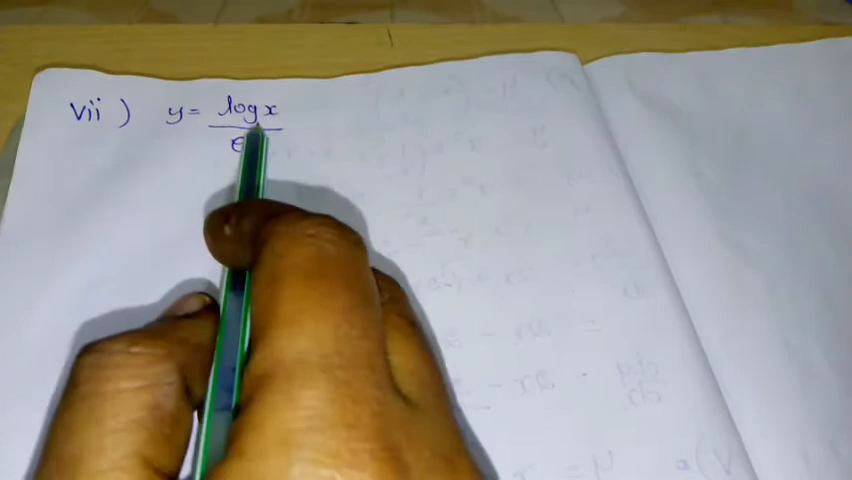 vii) y = log x
e